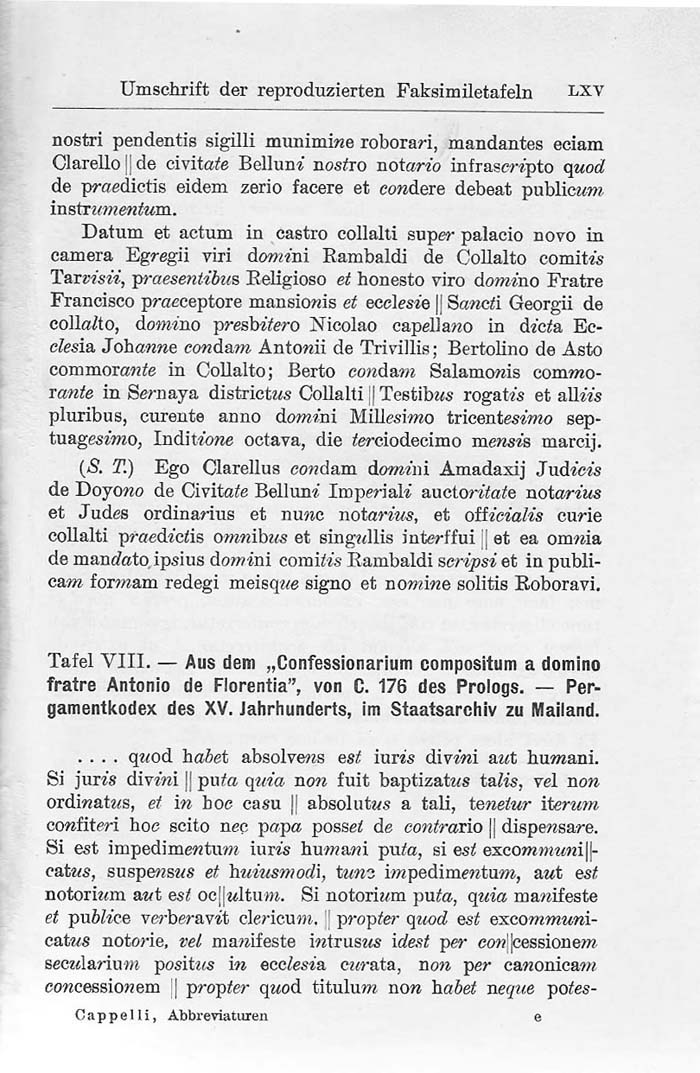 Umschrift der reproduzierten Faksimiletafeln LXV
nostri pendentis sigilli munimine roborari, mandantes eciam
Clarello || de civitate Belluni nostro notario infrascripto quod
de praedictis eidem zerio facere et condere debeat publicum
instrumentum.
Datum et actum in castro collalti super palacio novo in
camera Egregii viri domini Rambaldi de Collalto comitis
Tarvisii, praesentibus Religioso et honesto viro domino Fratre
Francisco praeceptore mansionis et ecclesie || Sancti Georgii de
collalto, domino presbitero Nicolao capellano in dicta Ec-
clesia Johanne condam Antonii de Trivillis; Bertolino de Asto
commorante in Collalto; Berto condam Salamonis commo-
rante in Sernaya districtus Collalti || Testibus rogatis et alliis
pluribus, curente anno domini Millesimo tricentesimo sep-
tuagesimo, Inditione octava, die terciodecimo mensis marcij.
(S. T.) Ego Clarellus condam domini Amadaxij Judicis
de Doyono de Civitate Belluni Imperiali auctoritate notarius
et Judes ordinarius et nunc notarius, et officialis curie
collalti praedictis omnibus et singullis interffui || et ea omnia
de mandato ipsius domini comitis Rambaldi scripsi et in publi-
cam formam redegi meisque signo et nomine solitis Roboravi.
Tafel VIII. — Aus dem „Confessionarium compositum a domino
fratre Antonio de Florentia”, von C. 176 des Prologs. — Per-
gamentkodex des XV. Jahrhunderts, im Staatsarchiv zu Mailand.
. . . . quod habet absolvens est iuris divini aut humani.
Si juris divini || puta quia non fuit baptizatus talis, vel non
ordinatus, et in hoc casu || absolutus a tali, tenetur iterum
confiteri hoc scito nec papa posset de contrario || dispensare.
Si est impedimentum iuris humani puta, si est excommuni||-
catus, suspensus et huiusmodi, tunc impedimentum, aut est
notorium aut est oc||ultum. Si notorium puta, quia manifeste
et publice verberavit clericum. || propter quod est excommuni-
catus notorie, vel manifeste intrusus idest per con||cessionem
secularium positus in ecclesia curata, non per canonicam
concessionem || propter quod titulum non habet neque potes-
Cappelli, Abbreviaturen e